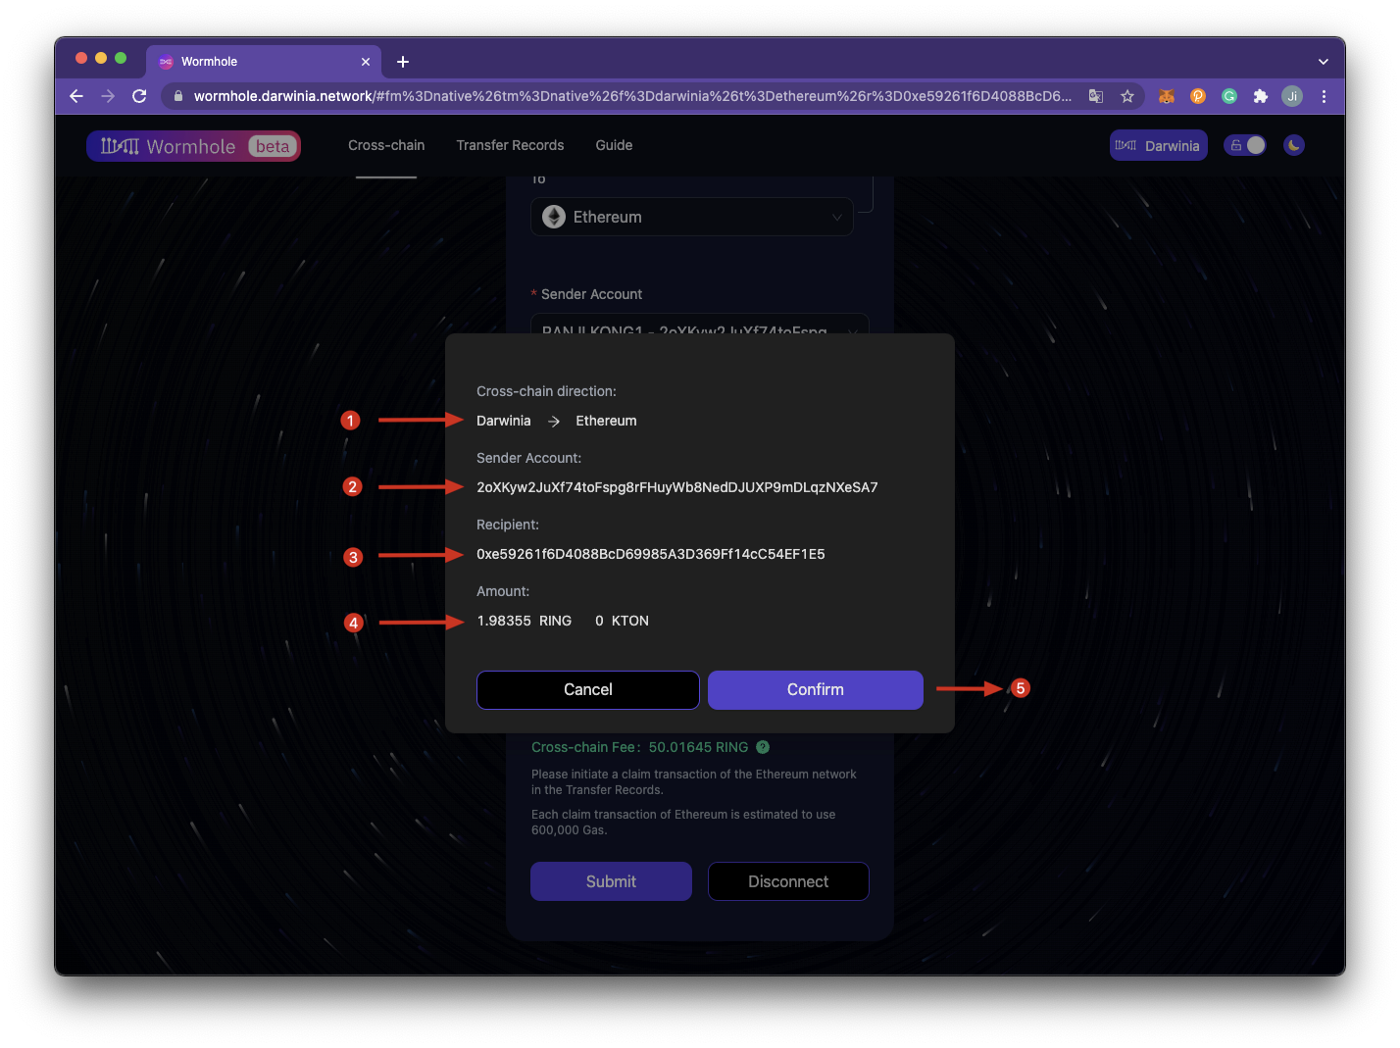 Wormhole
wormhole.darwinia.network/#fm%3Dnative%26tm%3Dnative%26f%3Ddarwinia%26t%3Dethereum%26r%3D0xe59261f6D4088BcD6...
Ji
Wormhole beta
Cross-chain
Transfer Records
Guide
Darwinia
To
Ethereum
* Sender Account
RANJI KONG1 - 2oXKyw2JuXf74toFspg...
Cross-chain direction:
1
Darwinia → Ethereum
Sender Account:
2
2oXKyw2JuXf74toFspg8rFHuyWb8NedDJUXP9mDLqzNXeSA7
Recipient:
3
0xe59261f6D4088BcD69985A3D369Ff14cC54EF1E5
Amount:
4
1.98355 RING 0 KTON
Cancel
Confirm
5
Cross-chain Fee: 50.01645 RING ?
Please initiate a claim transaction of the Ethereum network
in the Transfer Records.
Each claim transaction of Ethereum is estimated to use
600,000 Gas.
Submit
Disconnect